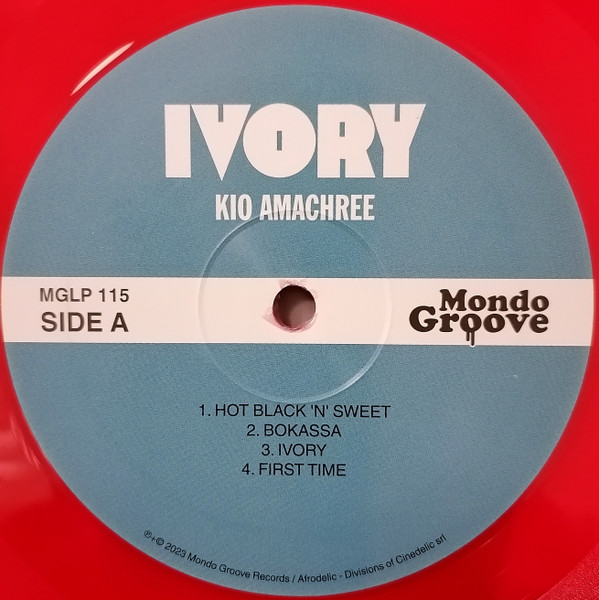 IVORY
KIO AMACHREE
MGLP 115
SIDE A
Mondo
Groove
1. HOT BLACK 'N' SWEET
2. BOKASSA
3. IVORY
4. FIRST TIME
℗+© 2023 Mondo Groove Records / Afrodelic - Divisions of Cinedelic srl